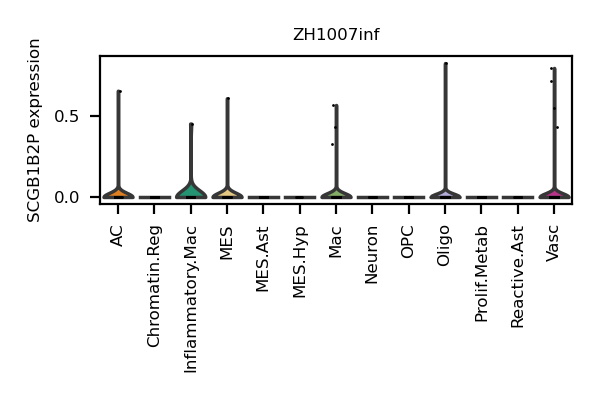 ZH1007inf
SCGB1B2P expression
0.5
0.0
AC
Chromatin.Reg
Inflammatory.Mac
MES
MES.Ast
MES.Hyp
Mac
Neuron
OPC
Oligo
Prolif.Metab
Reactive.Ast
Vasc